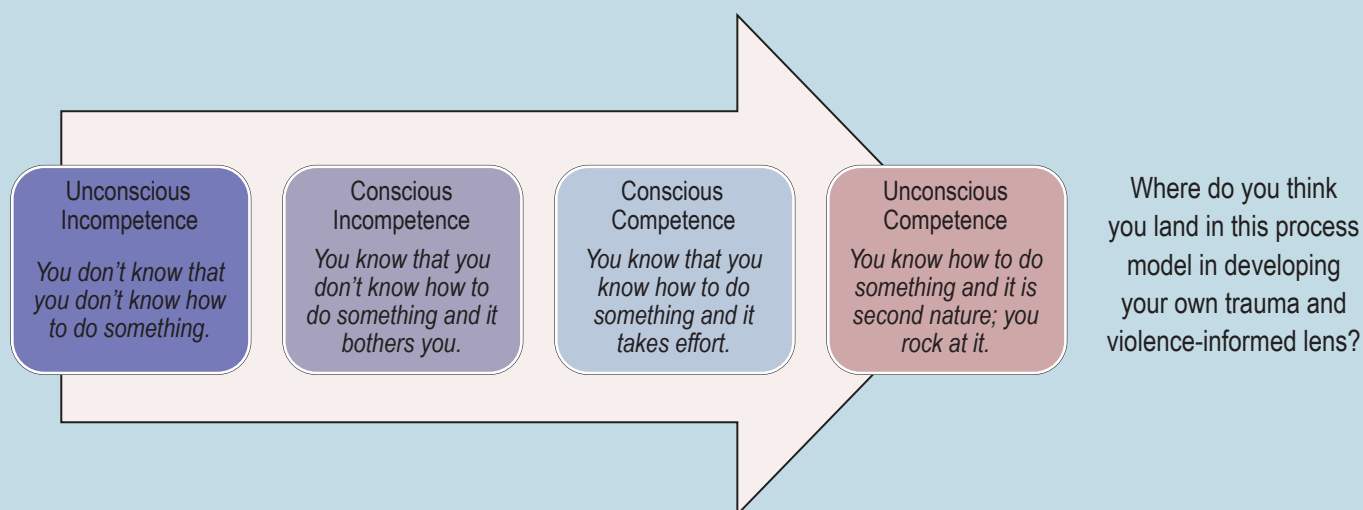 Unconscious
Incompetence
You don’t know that
you don’t know how
to do something.
Conscious
Incompetence
You know that you
don’t know how to
do something and it
bothers you.
Conscious
Competence
You know that you
know how to do
something and it
takes effort.
Unconscious
Competence
You know how to do
something and it is
second nature; you
rock at it.
Where do you think
you land in this process
model in developing
your own trauma and
violence-informed lens?